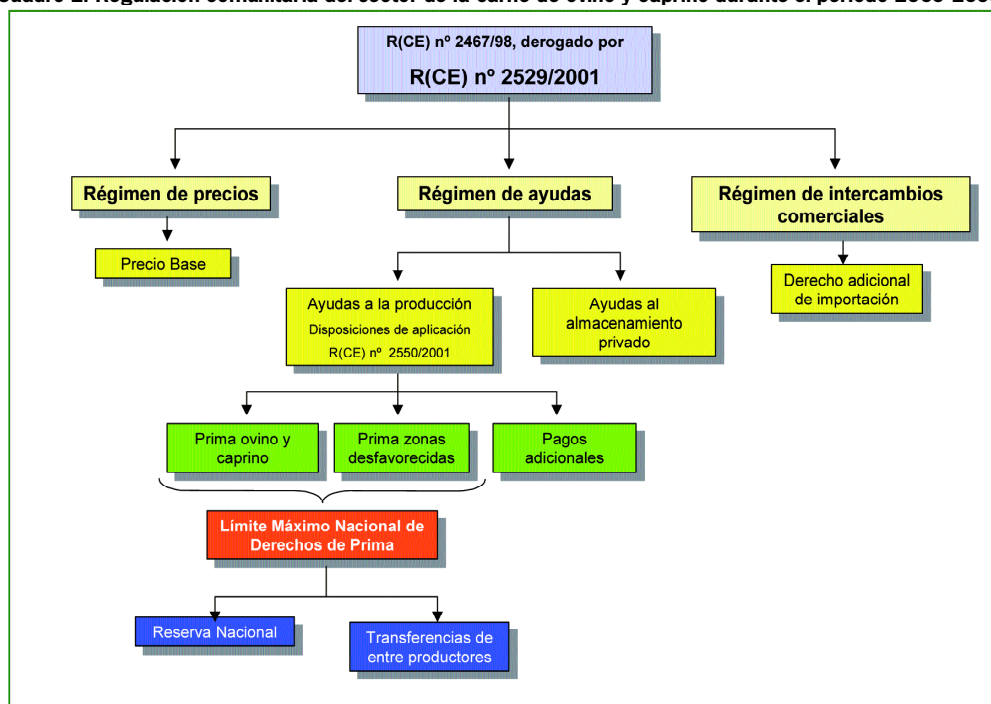 R(CE) nº 2467/98, derogado por
R(CE) nº 2529/2001
Régimen de precios
Régimen de ayudas
Régimen de intercambios
comerciales
Precio Base
Ayudas a la producción
Disposiciones de aplicación
R(CE) nº 2550/2001
Ayudas al
almacenamiento
privado
Derecho adicional
de importación
Prima ovino y
caprino
Prima zonas
desfavorecidas
Pagos
adicionales
Límite Máximo Nacional de
Derechos de Prima
Reserva Nacional
Transferencias de
entre productores